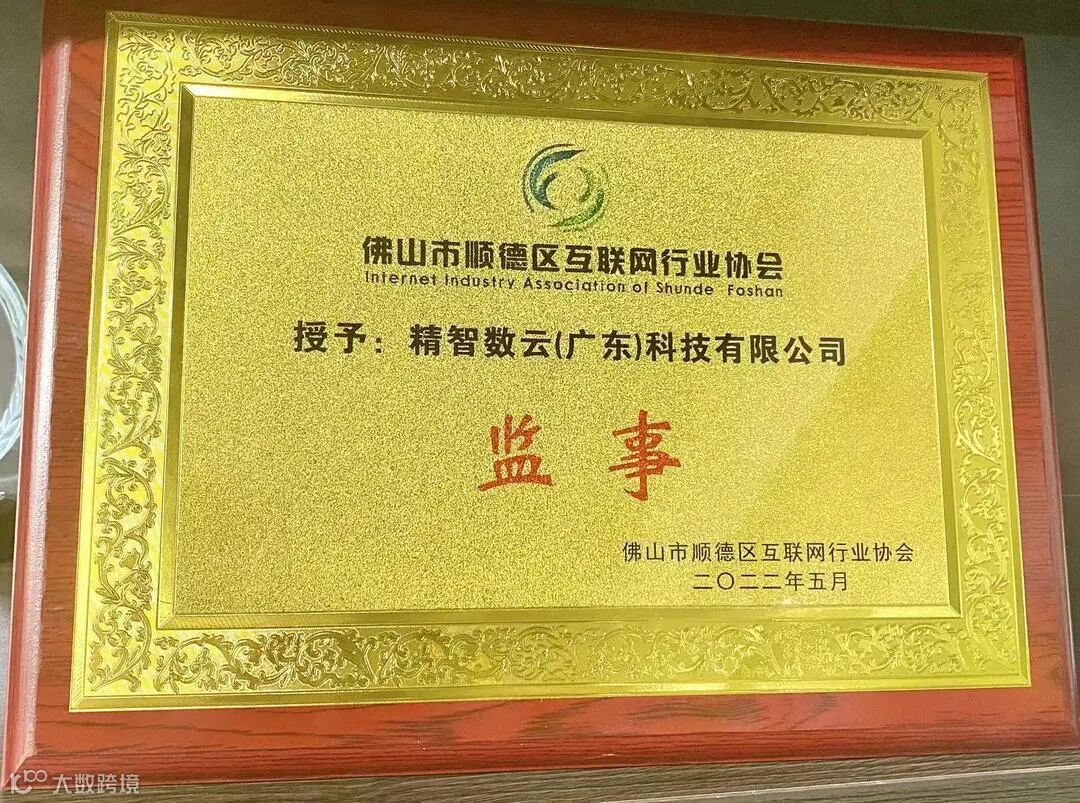 佛山市顺德区互联网行业协会
Internet Industry Association of Shunde Foshan
授予：精智数云(广东)科技有限公司
监事
佛山市顺德区互联网行业协会
二〇二二年五月
大数跨境